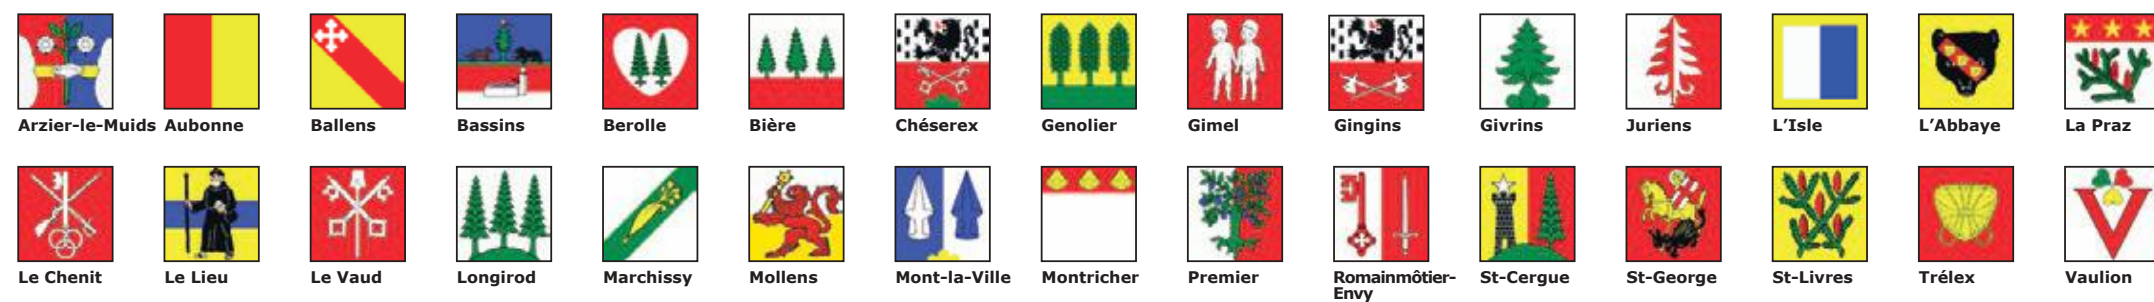 Arzier-le-Muids Aubonne Ballens Bassins Berolle Bière Chéserex Genolier Gimel Gingins Givrins Juriens L'Isle L'Abbaye La Praz
Le Chenit Le Lieu Le Vaud Longirod Marchissy Mollens Mont-la-Ville Montricher Premier Romainmôtier- St-Cergue St-George St-Livres Trélex Vaulion
Envy